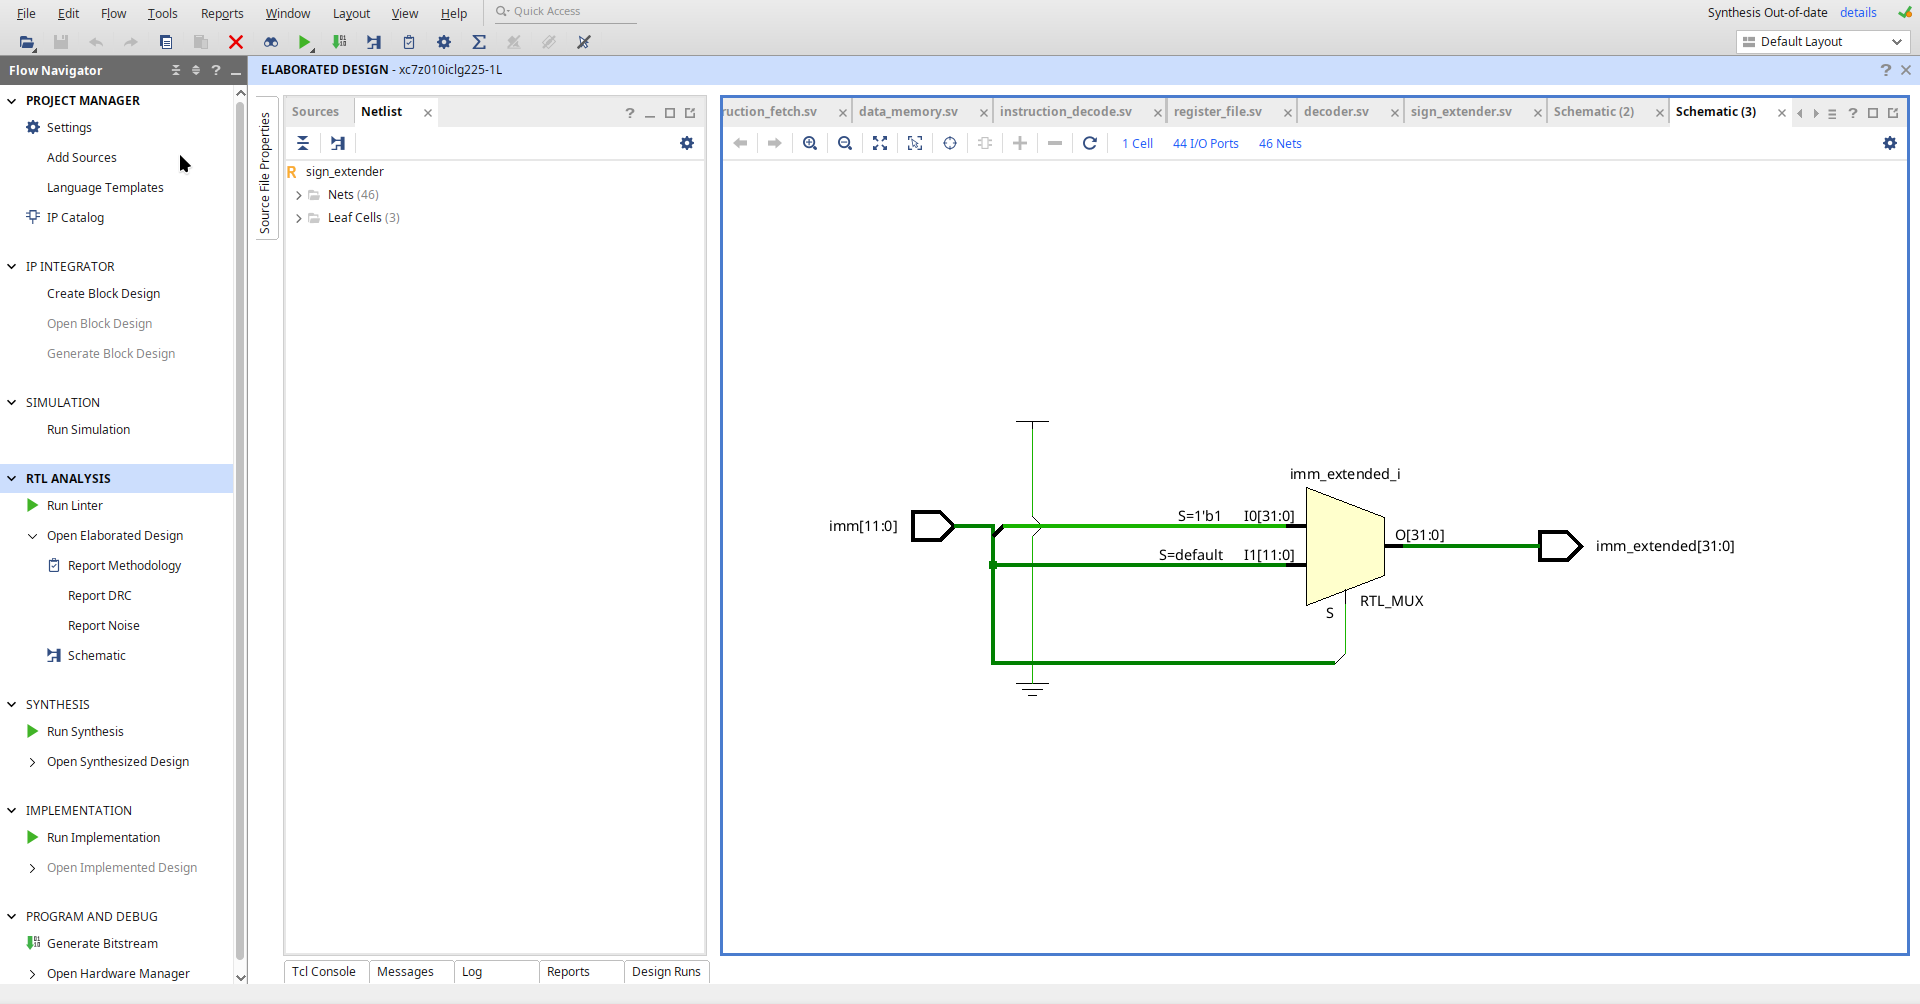 File Edit Flow Tools Reports Window Layout View Help Quick Access Synthesis Out-of-date details
Default Layout
Flow Navigator
ELABORATED DESIGN - xc7z010iclg225-1L
PROJECT MANAGER
Settings
Add Sources
Language Templates
IP Catalog
IP INTEGRATOR
Create Block Design
Open Block Design
Generate Block Design
SIMULATION
Run Simulation
RTL ANALYSIS
Run Linter
Open Elaborated Design
Report Methodology
Report DRC
Report Noise
Schematic
SYNTHESIS
Run Synthesis
Open Synthesized Design
IMPLEMENTATION
Run Implementation
Open Implemented Design
PROGRAM AND DEBUG
Generate Bitstream
Open Hardware Manager
Source File Properties
Sources Netlist
sign_extender
Nets (46)
Leaf Cells (3)
ruction_fetch.sv data_memory.sv instruction_decode.sv register_file.sv decoder.sv sign_extender.sv Schematic (2) Schematic (3)
1 Cell 44 I/O Ports 46 Nets
imm_extended_i
S=1'b1 I0[31:0]
imm[11:0]
O[31:0]
imm_extended[31:0]
S=default I1[11:0]
RTL_MUX
S
Tcl Console Messages Log Reports Design Runs